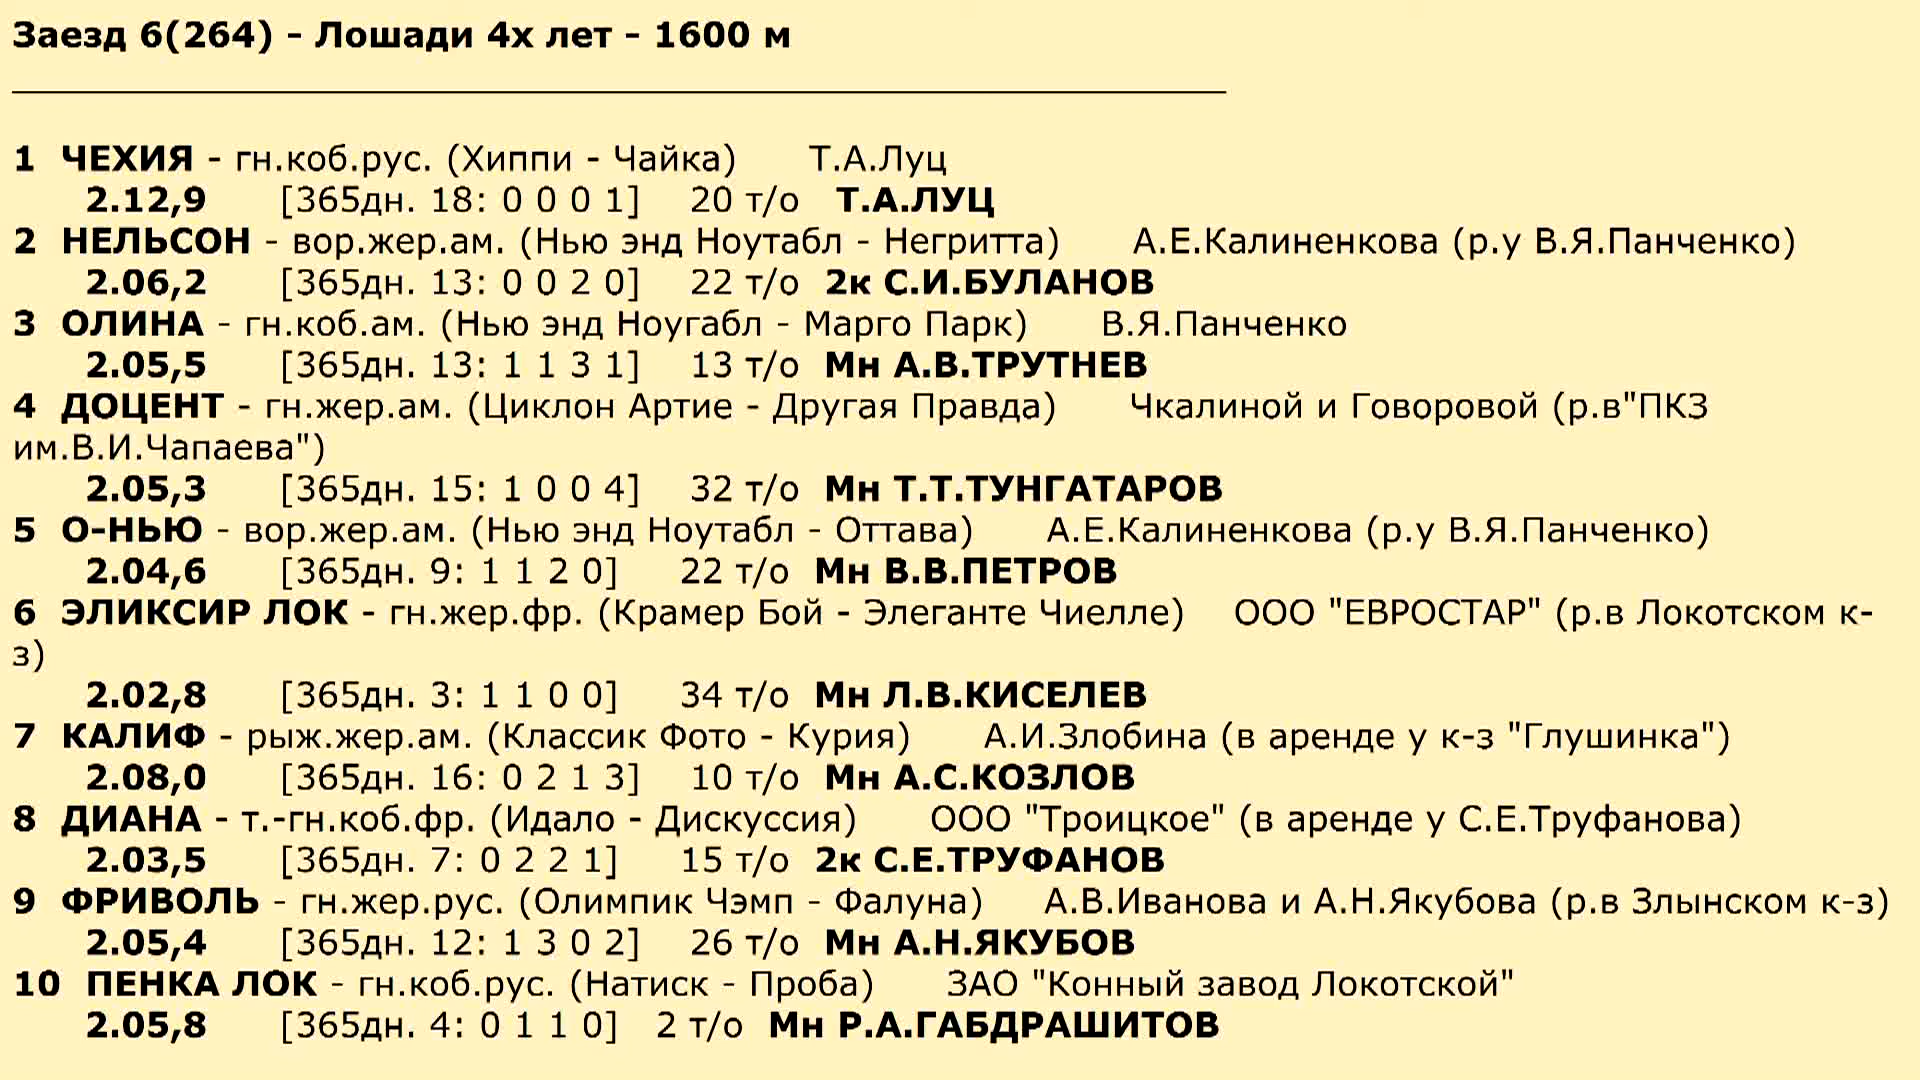 Заезд 6(264) - Лошади 4х лет - 1600 м
1 ЧЕХИЯ - гн.коб.рус. (Хиппи - Чайка) Т.А.Луц
2.12,9 [365дн. 18: 0 0 0 1] 20 т/о Т.А.ЛУЦ
2 НЕЛЬСОН - вор.жер.ам. (Нью энд Ноутабл - Негритта) А.Е.Калиненкова (р.у В.Я.Панченко)
2.06,2 [365дн. 13: 0 0 2 0] 22 т/о 2к С.И.БУЛАНОВ
3 ОЛИНА - гн.коб.ам. (Нью энд Ноугабл - Марго Парк) В.Я.Панченко
2.05,5 [365дн. 13: 1 1 3 1] 13 т/о Мн А.В.ТРУТНЕВ
4 ДОЦЕНТ - гн.жер.ам. (Циклон Артие - Другая Правда) Чкалиной и Говоровой (р.в"ПКЗ
им.В.И.Чапаева")
2.05,3 [365дн. 15: 1 0 0 4] 32 т/о Мн Т.Т.ТУНГАТАРОВ
5 О-НЬЮ - вор.жер.ам. (Нью энд Ноутабл - Оттава) А.Е.Калиненкова (р.у В.Я.Панченко)
2.04,6 [365дн. 9: 1 1 2 0] 22 т/о Мн В.В.ПЕТРОВ
6 ЭЛИКСИР ЛОК - гн.жер.фр. (Крамер Бой - Элеганте Чиелле) ООО "ЕВРОСТАР" (р.в Локотском к-
з)
2.02,8 [365дн. 3: 1 1 0 0] 34 т/о Мн Л.В.КИСЕЛЕВ
7 КАЛИФ - рыж.жер.ам. (Классик Фото - Курия) А.И.Злобина (в аренде у к-з "Глушинка")
2.08,0 [365дн. 16: 0 2 1 3] 10 т/о Мн А.С.КОЗЛОВ
8 ДИАНА - т.-гн.коб.фр. (Идало - Дискуссия) ООО "Троицкое" (в аренде у С.Е.Труфанова)
2.03,5 [365дн. 7: 0 2 2 1] 15 т/о 2к С.Е.ТРУФАНОВ
9 ФРИВОЛЬ - гн.жер.рус. (Олимпик Чэмп - Фалуна) А.В.Иванова и А.Н.Якубова (р.в Злынском к-з)
2.05,4 [365дн. 12: 1 3 0 2] 26 т/о Мн А.Н.ЯКУБОВ
10 ПЕНКА ЛОК - гн.коб.рус. (Натиск - Проба) ЗАО "Конный завод Локотской"
2.05,8 [365дн. 4: 0 1 1 0] 2 т/о Мн Р.А.ГАБДРАШИТОВ